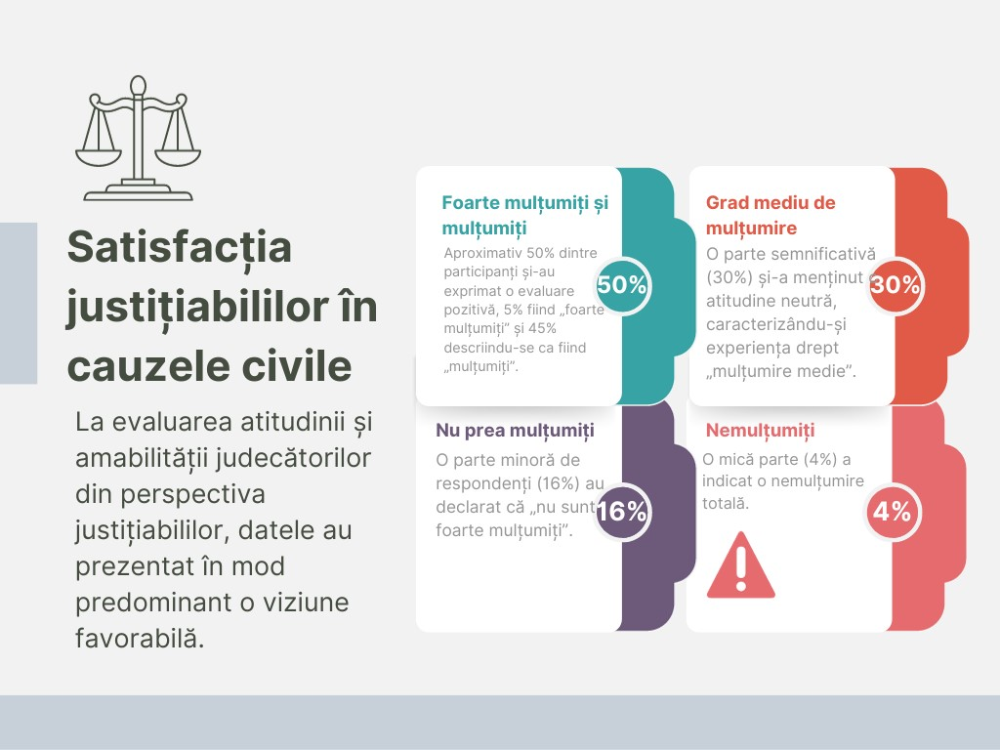 Satisfacția
justițiabililor în
cauzele civile
La evaluarea atitudinii și
amabilității judecătorilor
din perspectiva
justițiabililor, datele au
prezentat în mod
predominant o viziune
favorabilă.
Foarte mulțumiți și
mulțumiți
Aproximativ 50% dintre
participanți și-au
exprimat o evaluare
pozitivă, 5% fiind „foarte
mulțumiți” și 45%
descriindu-se ca fiind
„mulțumiți”.
50%
Grad mediu de
mulțumire
O parte semnificativă
(30%) și-a menținut o
atitudine neutră,
caracterizându-și
experiența drept
„mulțumire medie”.
30%
Nu prea mulțumiți
O parte minoră de
respondenți (16%) au
declarat că „nu sunt
foarte mulțumiți”.
16%
Nemulțumiți
O mică parte (4%) a
indicat o nemulțumire
totală.
4%